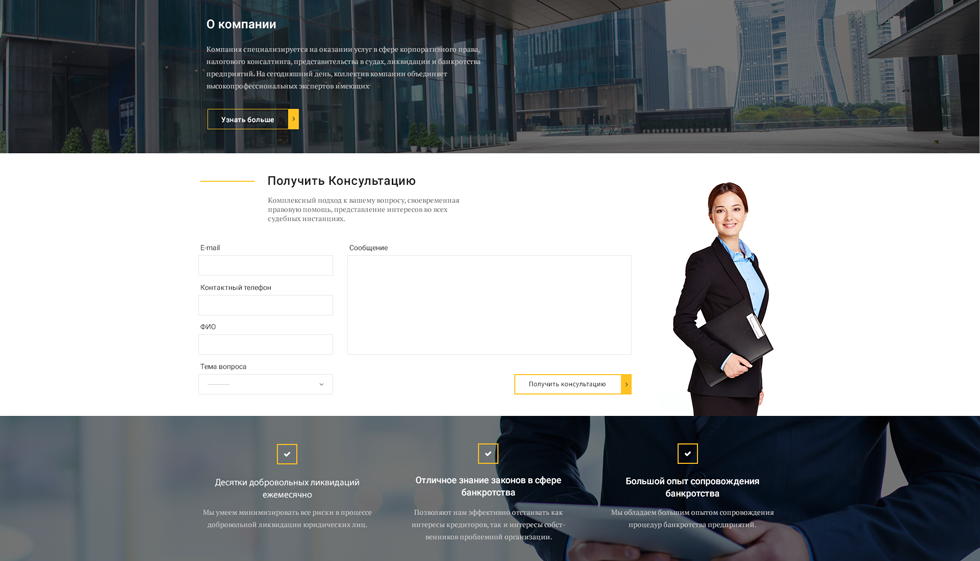 О компании
Компания специализируется на оказании услуг в сфере корпоративного права,
налогового консалтинга, представительства в судах, ликвидации и банкротства
предприятий. На сегодняшний день, коллектив компании объединяет
высокопрофессиональных экспертов имеющих
Узнать больше
Получить Консультацию
Комплексный подход к вашему вопросу, своевременная
правовую помощь, представление интересов во всех
судебных инстанциях.
E-mail
Сообщение
Контактный телефон
ФИО
Тема вопроса
Получить консультацию
Десятки добровольных ликвидаций
ежемесячно
Мы умеем минимизировать все риски в процессе
добровольной ликвидации юридических лиц.
Отличное знание законов в сфере
банкротства
Позволяют нам эффективно отстаивать как
интересы кредиторов, так и интересы собст-
венников проблемной организации.
Большой опыт сопровождения
банкротства
Мы обладаем большим опытом сопровождения
процедур банкротства предприятий.